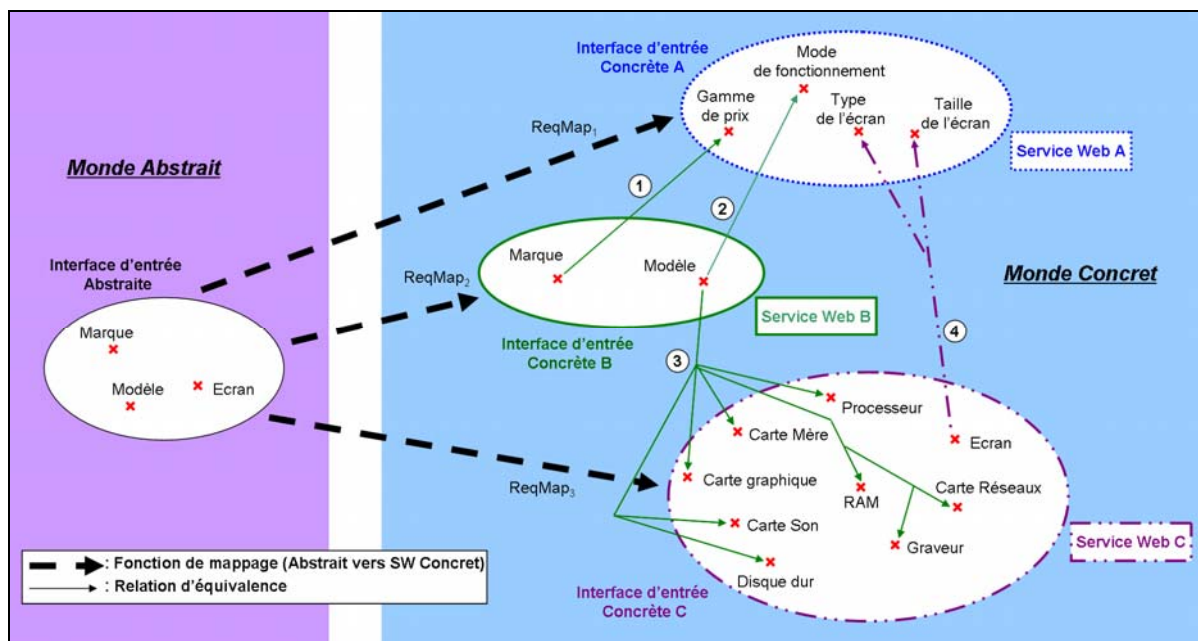 Monde Abstrait
Interface d'entrée
Abstraite
Marque
Modèle
Ecran
ReqMap1
ReqMap2
ReqMap3
Interface d'entrée
Concrète A
Mode
de fonctionnement
Gamme
de prix
Type
de l'écran
Taille
de l'écran
Service Web A
1
2
Marque
Modèle
Monde Concret
Service Web B
Interface d'entrée
Concrète B
3
4
Processeur
Carte Mère
Ecran
Carte graphique
RAM
Carte Réseaux
Carte Son
Graveur
Service Web C
Disque dur
Interface d'entrée
Concrète C
: Fonction de mappage (Abstrait vers SW Concret)
: Relation d'équivalence